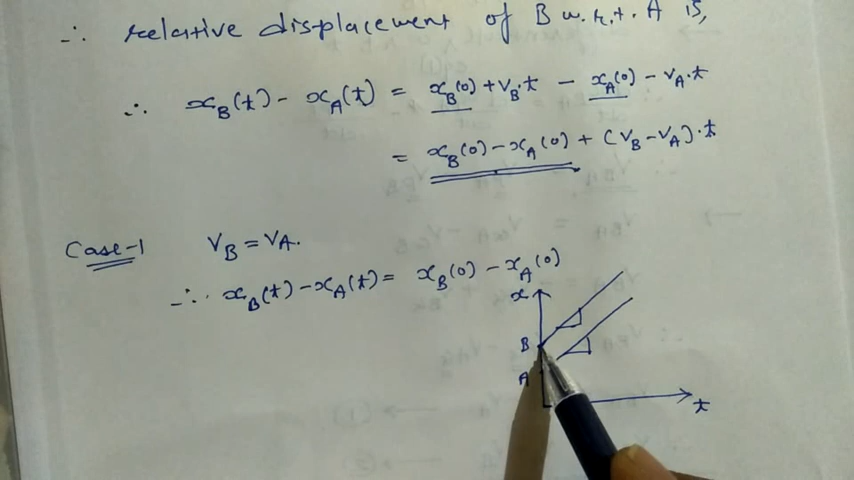 ∴ relative displacement of B w.r.t. A is,
∴ x_B(t) - x_A(t) = x_B(0) + V_B·t - x_A(0) - V_A·t
= x_B(0) - x_A(0) + (V_B - V_A)·t
Case-1 V_B = V_A.
∴ x_B(t) - x_A(t) = x_B(0) - x_A(0)
x
B
A
t